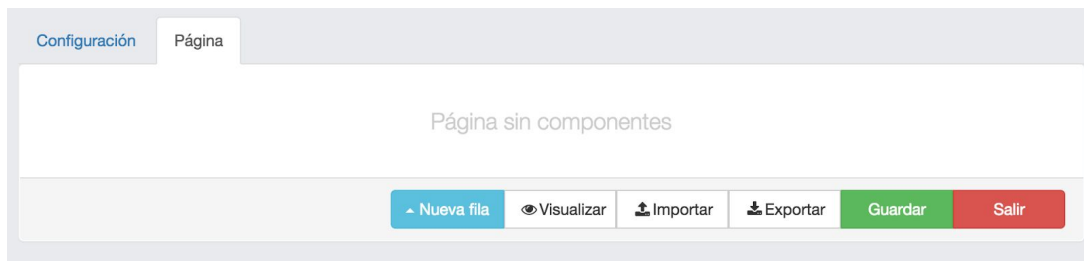 Configuración Página
Página sin componentes
Nueva fila Visualizar Importar Exportar Guardar Salir